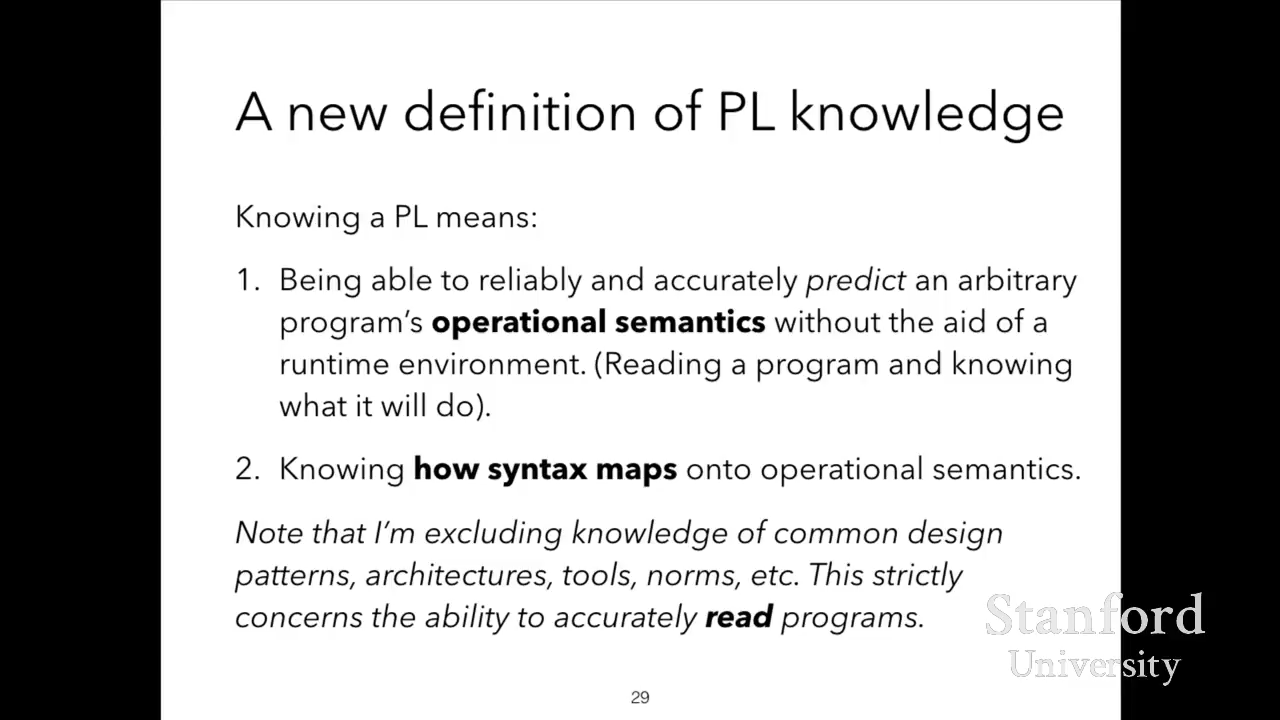 A new definition of PL knowledge
Knowing a PL means:
1. Being able to reliably and accurately predict an arbitrary
program’s operational semantics without the aid of a
runtime environment. (Reading a program and knowing
what it will do).
2. Knowing how syntax maps onto operational semantics.
Note that I’m excluding knowledge of common design
patterns, architectures, tools, norms, etc. This strictly
concerns the ability to accurately read programs.
Stanford
University
29